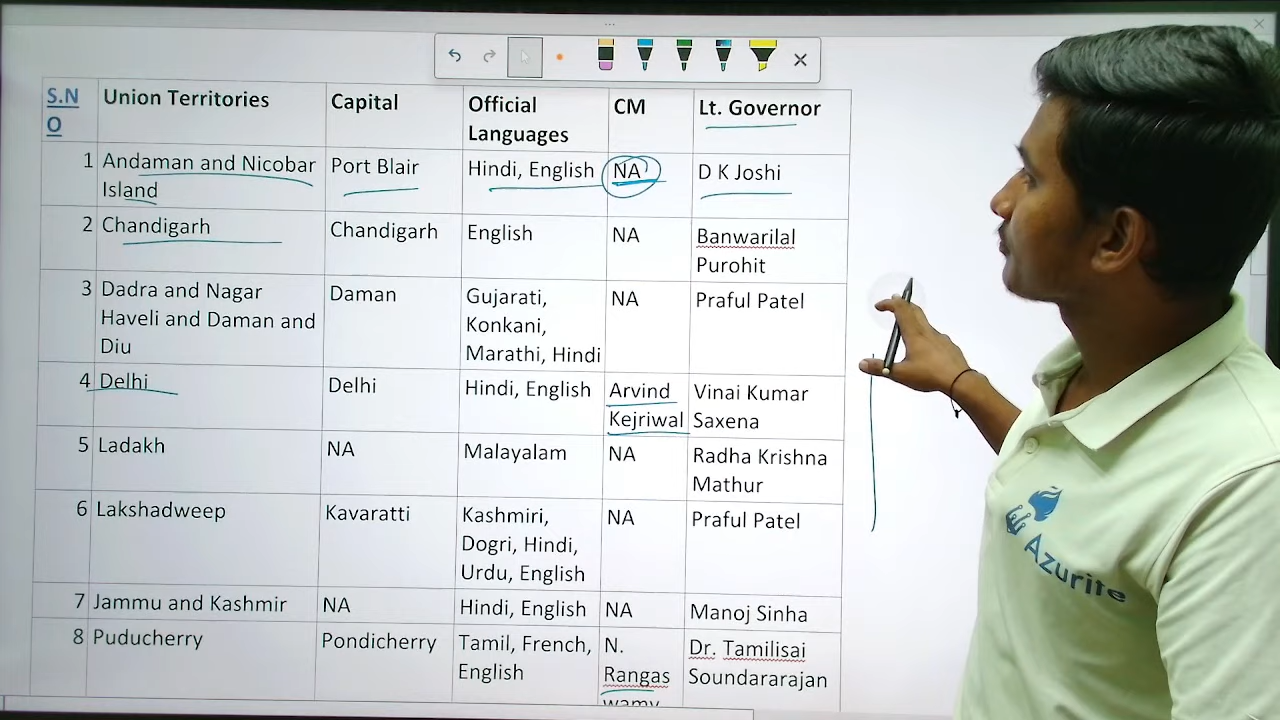 S.N
O
Union Territories
Capital
Official
Languages
CM
Lt. Governor
1
Andaman and Nicobar
Island
Port Blair
Hindi, English
NA
D K Joshi
2
Chandigarh
Chandigarh
English
NA
Banwarilal
Purohit
3
Dadra and Nagar
Haveli and Daman and
Diu
Daman
Gujarati,
Konkani,
Marathi, Hindi
NA
Praful Patel
4
Delhi
Delhi
Hindi, English
Arvind
Kejriwal
Vinai Kumar
Saxena
5
Ladakh
NA
Malayalam
NA
Radha Krishna
Mathur
6
Lakshadweep
Kavaratti
Kashmiri,
Dogri, Hindi,
Urdu, English
NA
Praful Patel
7
Jammu and Kashmir
NA
Hindi, English
NA
Manoj Sinha
8
Puducherry
Pondicherry
Tamil, French,
English
N.
Rangas
wamy
Dr. Tamilisai
Soundararajan
Azurite